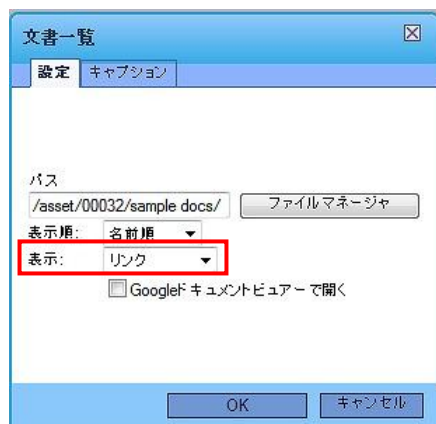 文書一覧
設定 キャプション
パス
/asset/00032/sample docs/ ファイルマネージャ
表示順: 名前順
表示: リンク
Googleドキュメントビュアーで開く
OK キャンセル